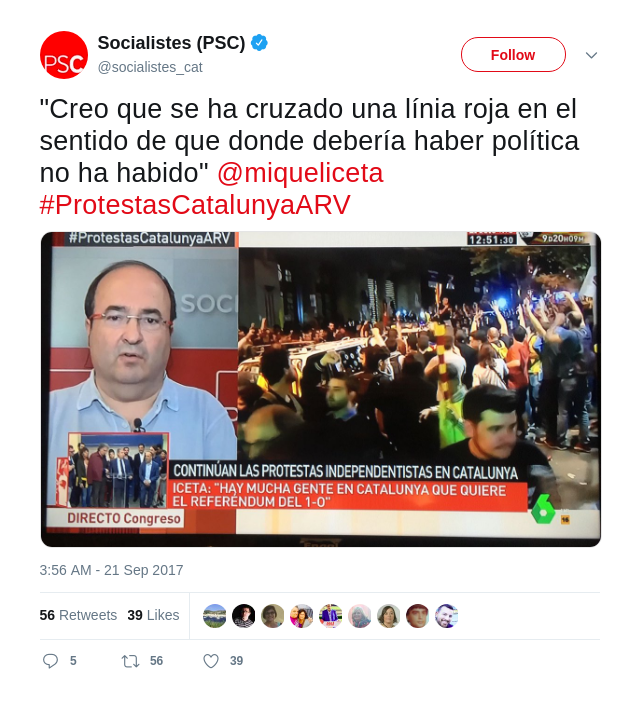 PSC
Socialistes (PSC)
@socialistes_cat
Follow
"Creo que se ha cruzado una línia roja en el
sentido de que donde debería haber política
no ha habido" @miqueliceta
#ProtestasCatalunyaARV
#ProtestasCatalunyaARV
12:51:30
9D20H09M
SOCI
CONTINÚAN LAS PROTESTAS INDEPENDENTISTAS EN CATALUNYA
ICETA: "HAY MUCHA GENTE EN CATALUNYA QUE QUIERE
EL REFERÉNDUM DEL 1-O"
DIRECTO Congreso
3:56 AM - 21 Sep 2017
56 Retweets 39 Likes
5 56 39